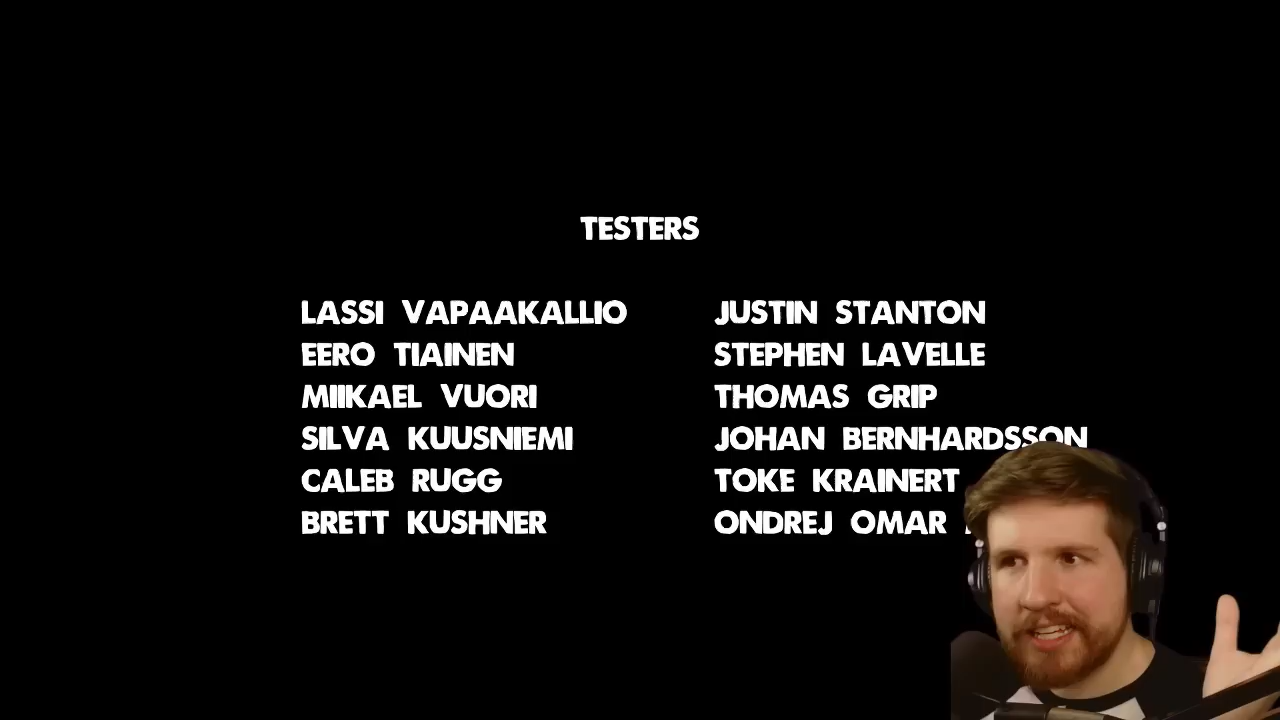 TESTERS
LASSI VAPAAKALLIO
EERO TIAINEN
MIIKAEL VUORI
SILVA KUUSNIEMI
CALEB RUGG
BRETT KUSHNER
JUSTIN STANTON
STEPHEN LAVELLE
THOMAS GRIP
JOHAN BERNHARDSSON
TOKE KRAINERT
ONDREJ OMAR